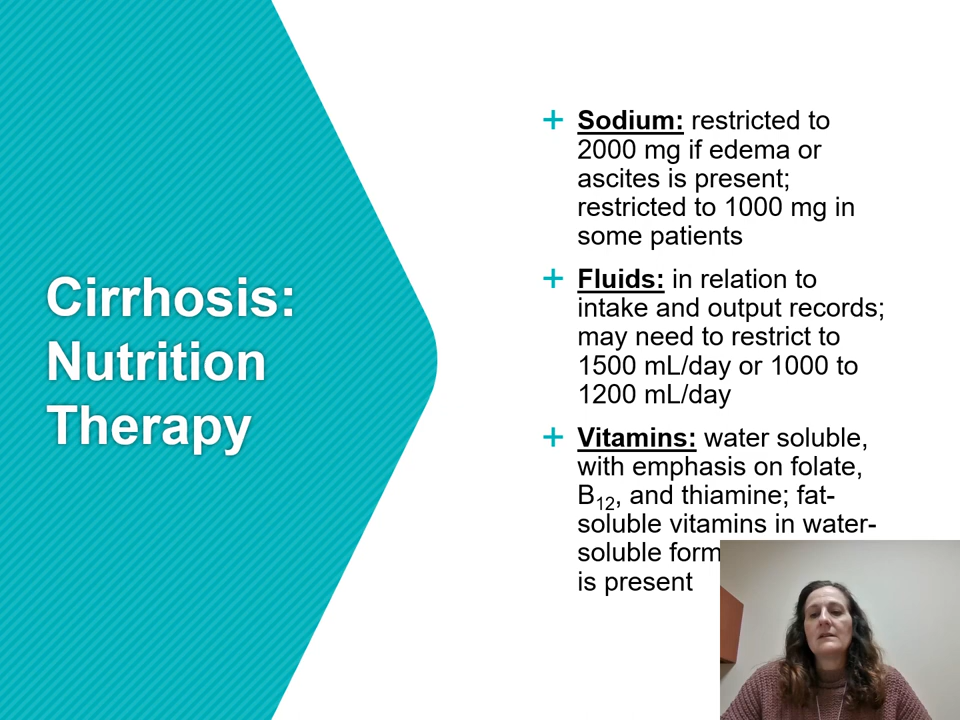 Cirrhosis:
Nutrition
Therapy
+ Sodium: restricted to
2000 mg if edema or
ascites is present;
restricted to 1000 mg in
some patients
+ Fluids: in relation to
intake and output records;
may need to restrict to
1500 mL/day or 1000 to
1200 mL/day
+ Vitamins: water soluble,
with emphasis on folate,
B₁₂, and thiamine; fat-
soluble vitamins in water-
soluble form
is present